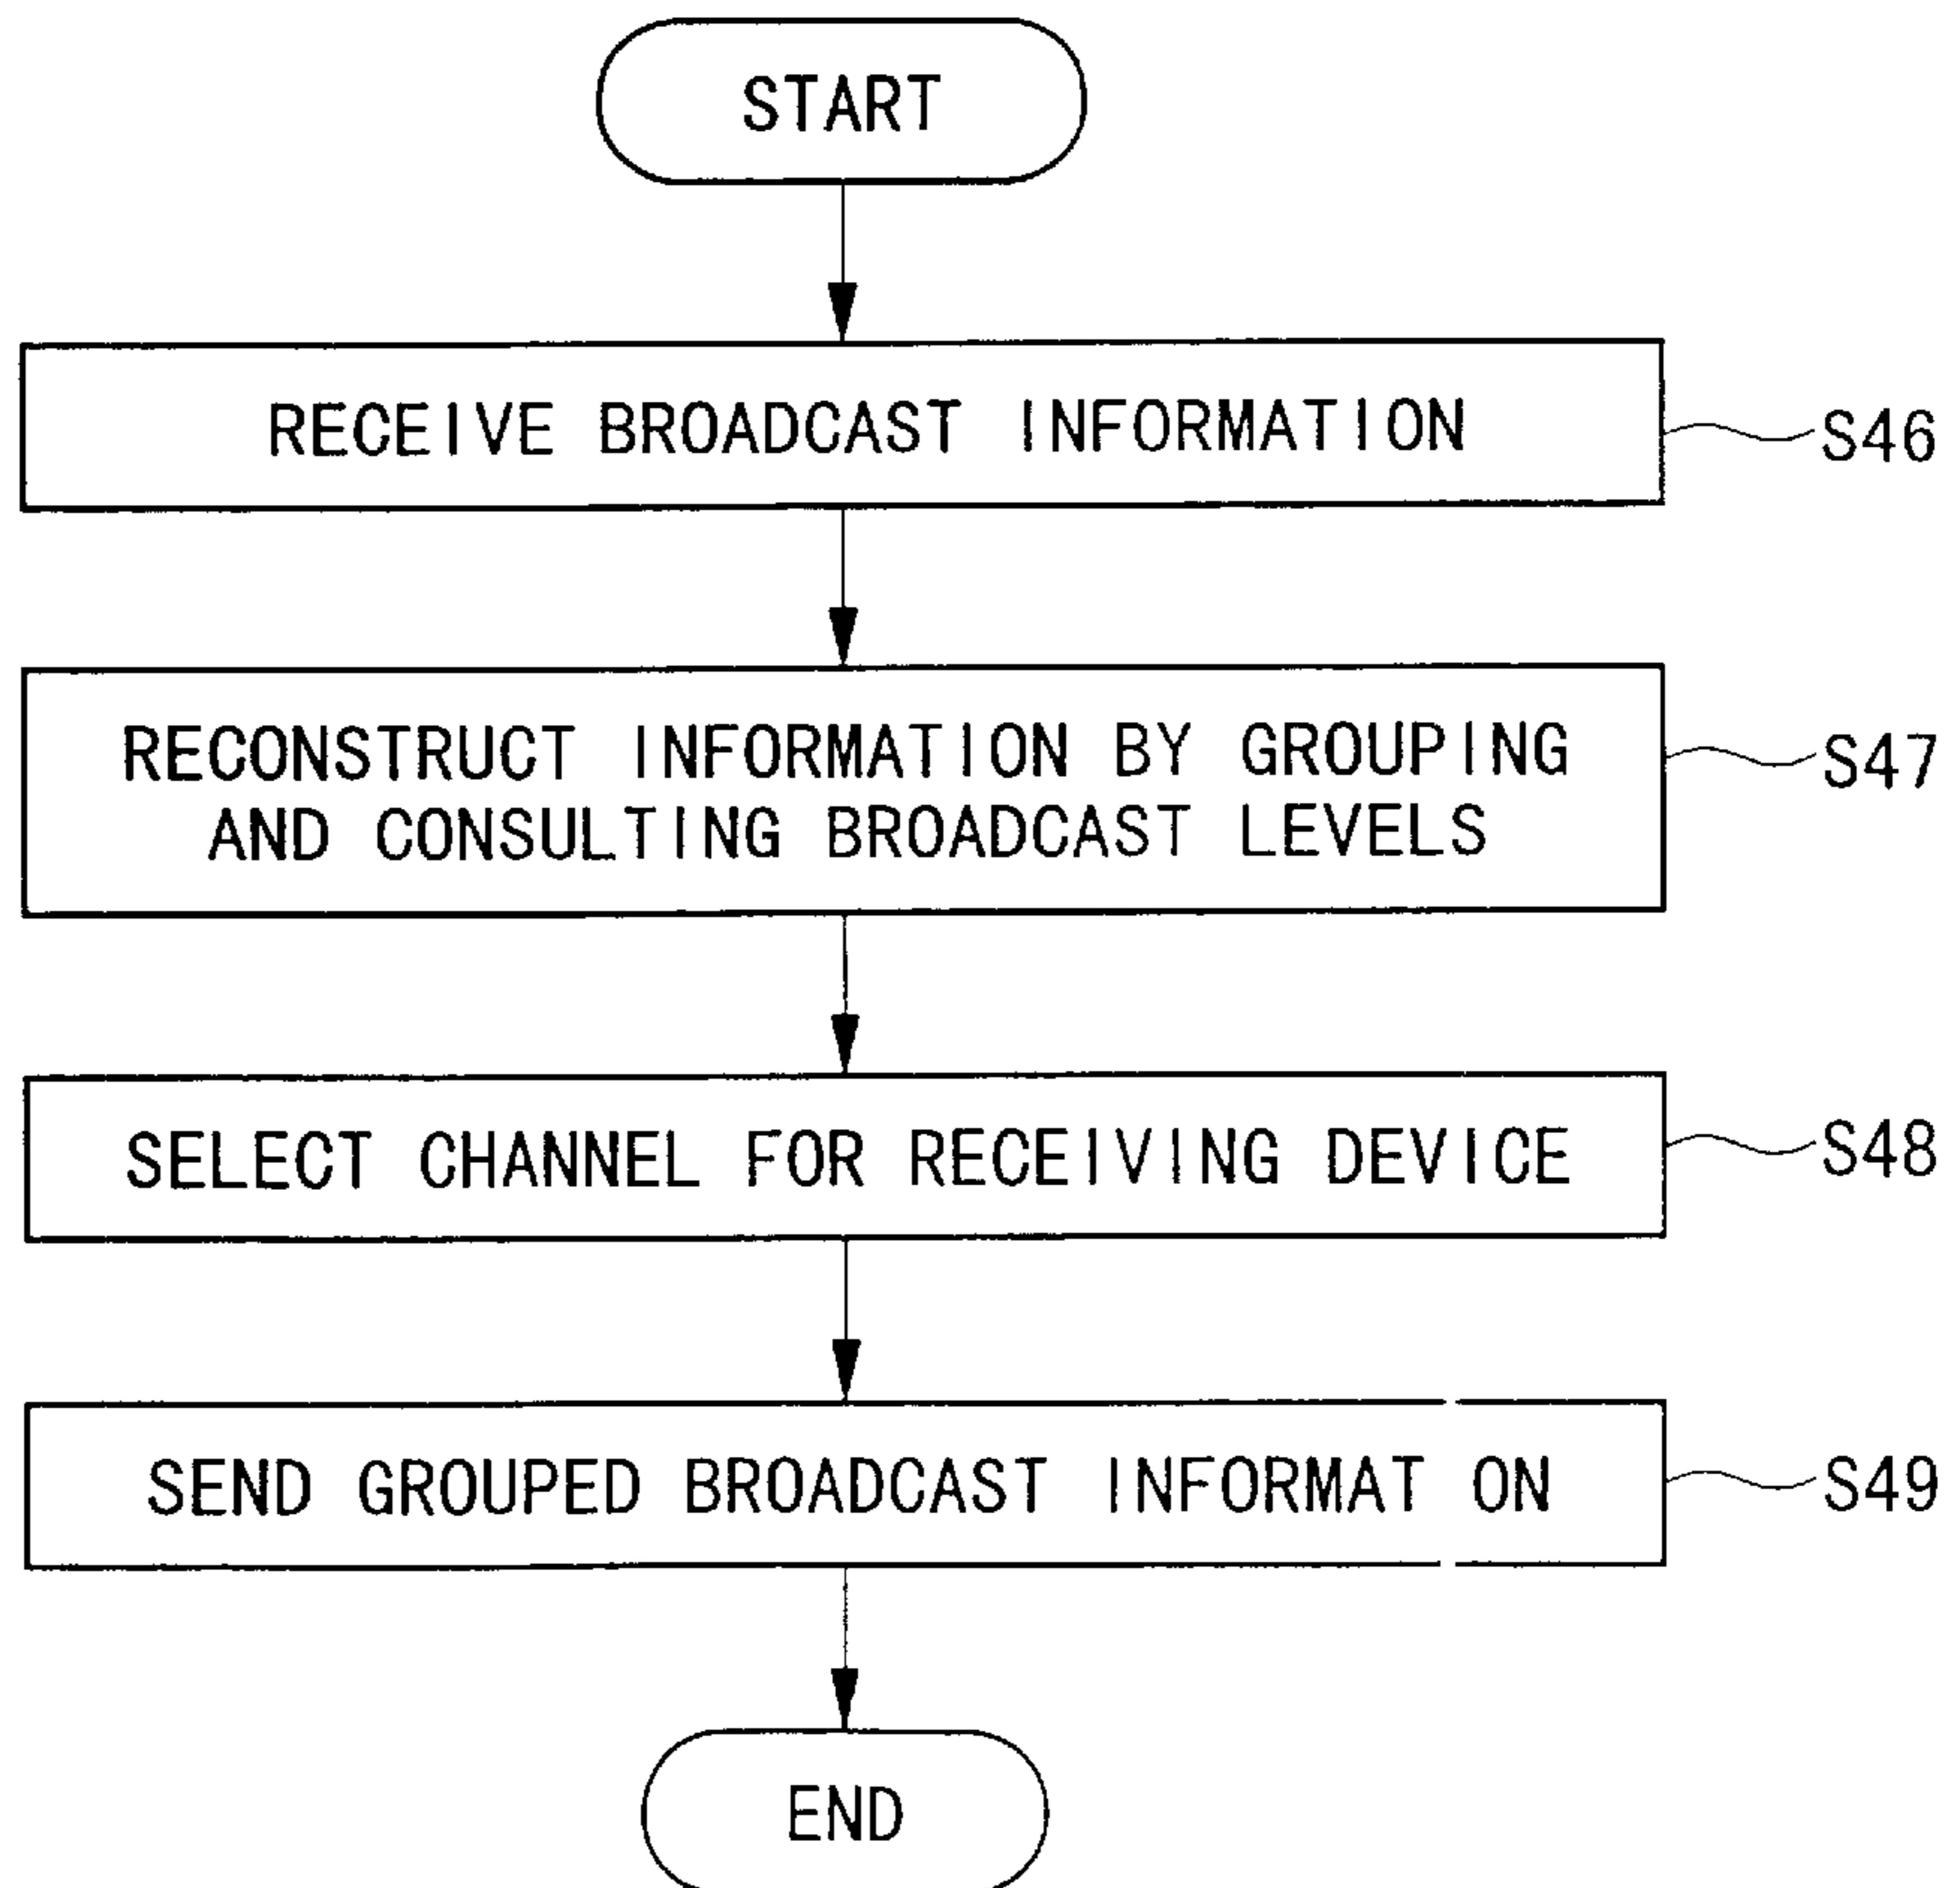 START
RECEIVE BROADCAST INFORMATION
S46
RECONSTRUCT INFORMATION BY GROUPING
AND CONSULTING BROADCAST LEVELS
S47
SELECT CHANNEL FOR RECEIVING DEVICE
S48
SEND GROUPED BROADCAST INFORMAT ON
S49
END